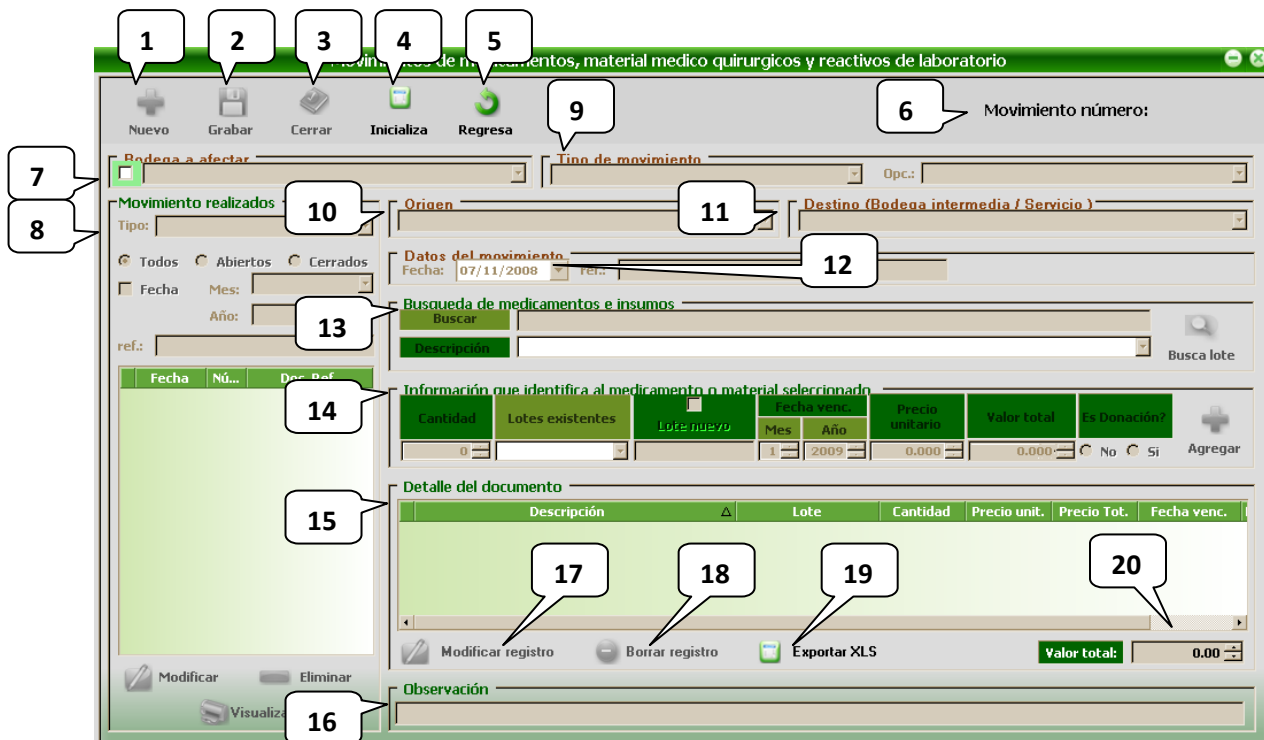 1 2 3 4 5
Movimientos de medicamentos, material medico quirurgicos y reactivos de laboratorio
Nuevo Grabar Cerrar Inicializa Regresa 9 6 Movimiento número:
7 Bodega a afectar Tipo de movimiento Opc.:
8 Movimiento realizados 10 Origen 11 Destino (Bodega intermedia / Servicio )
Tipo:
Todos Abiertos Cerrados
Datos del movimiento
Fecha: 07/11/2008 ref.: 12
Fecha Mes:
Año:
ref.:
13 Busqueda de medicamentos e insumos
Buscar
Descripción Busca lote
Fecha Nú... Doc. Ref.
14 Información que identifica al medicamento o material seleccionado
Cantidad Lotes existentes Lote nuevo Fecha venc. Mes Año Precio unitario Valor total Es Donación?
0 1 2009 0.000 0.000 No Si Agregar
15 Detalle del documento
Descripción Lote Cantidad Precio unit. Precio Tot. Fecha venc.
17 18 19 20
Modificar registro Borrar registro Exportar XLS Valor total: 0.00
Modificar Eliminar
Visualiza
16 Observación